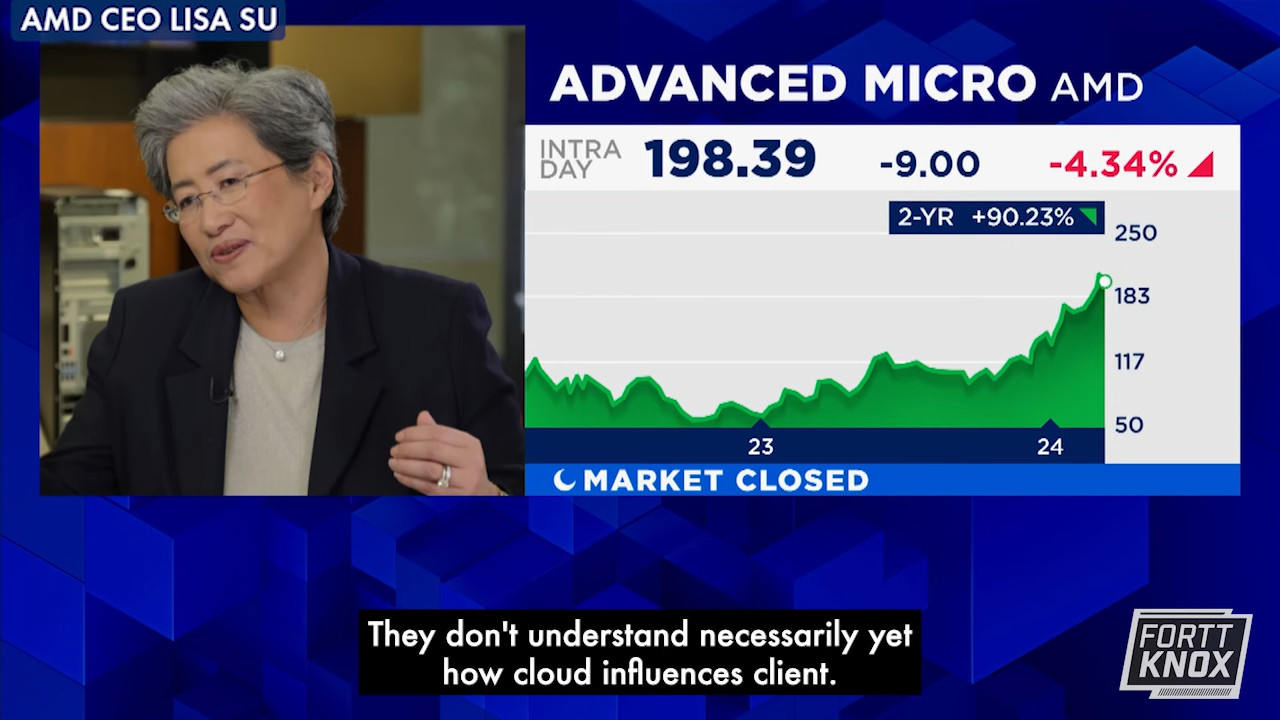 AMD CEO LISA SU
ADVANCED MICRO AMD
INTRA DAY 198.39 -9.00 -4.34%
2-YR +90.23%
250
183
117
50
23 24
MARKET CLOSED
They don't understand necessarily yet
how cloud influences client.
FORTT
KNOX